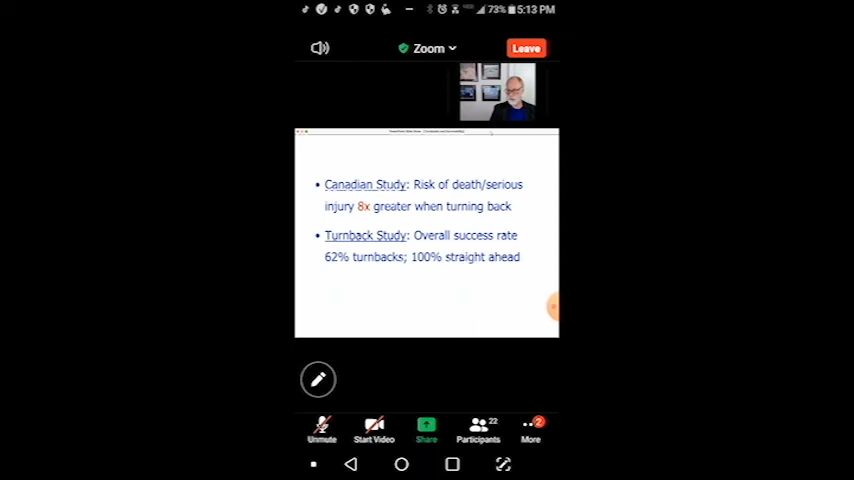 73% 5:13 PM
Zoom
Leave
• Canadian Study: Risk of death/serious
injury 8x greater when turning back
• Turnback Study: Overall success rate
62% turnbacks; 100% straight ahead
22
2
Unmute
Start Video
Share
Participants
More